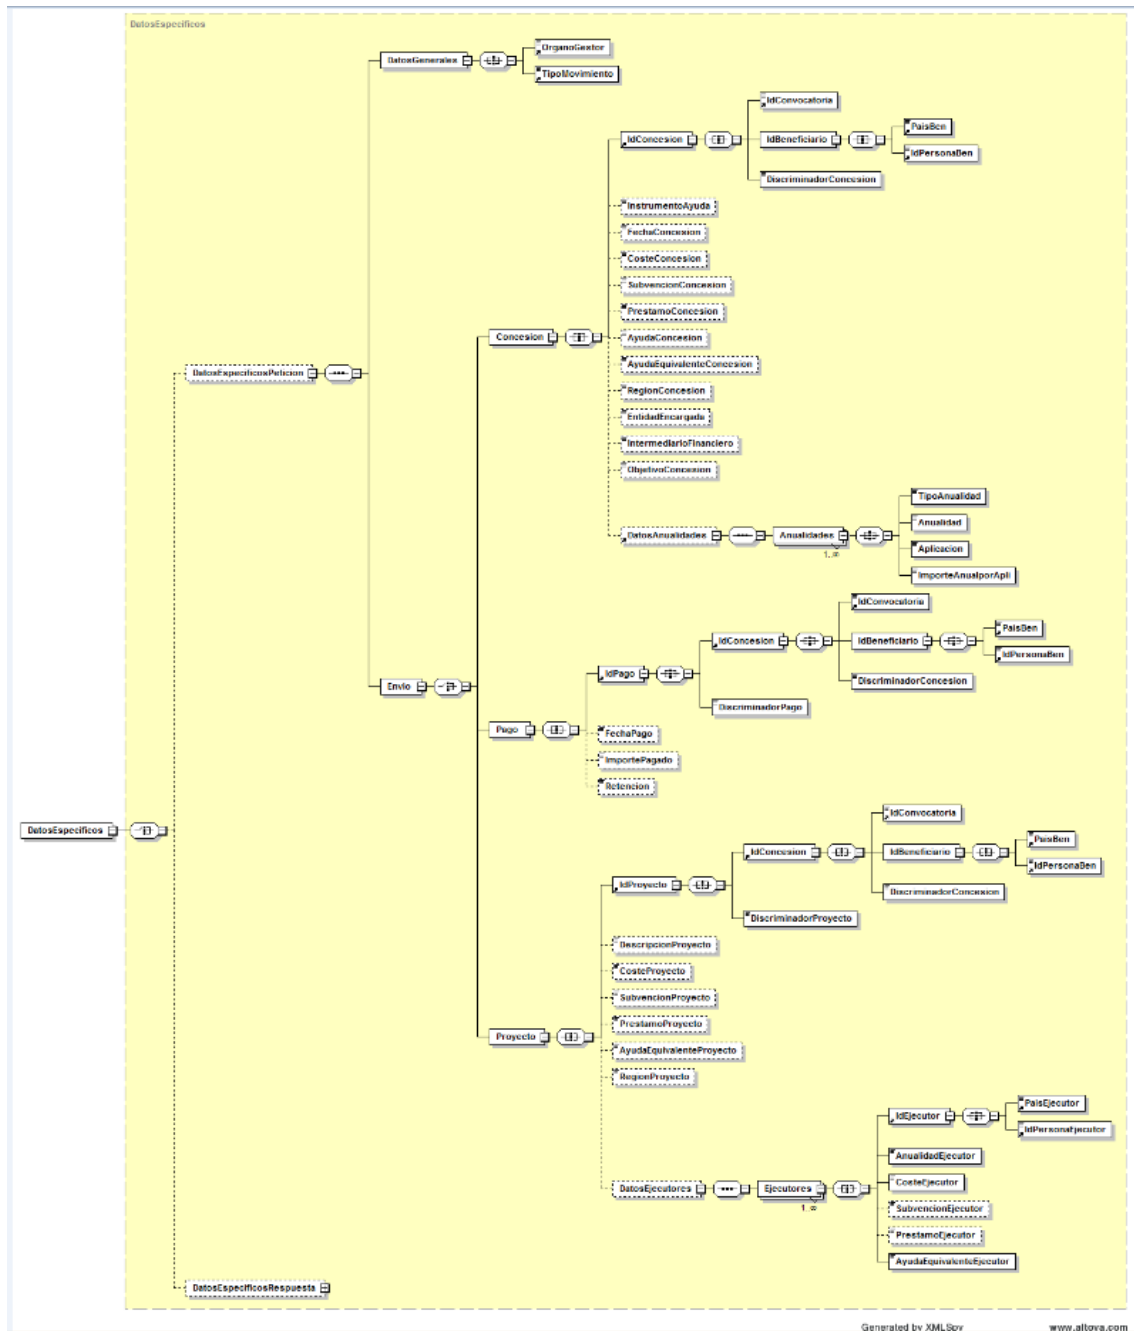 DatosEspecificos
DatosGenerales
OrganoGestor
TipoMovimiento
IdConvocatoria
IdConcesion
IdBeneficiario
PaisBen
IdPersonaBen
DiscriminadorConcesion
InstrumentoAyuda
FechaConcesion
CosteConcesion
SubvencionConcesion
PrestamoConcesion
Concesion
AyudaConcesion
AyudaEquivalenteConcesion
DatosEspecificosPeticion
RegionConcesion
EntidadEncargada
IntermediarioFinanciero
ObjetivoConcesion
TipoAnualidad
Anualidad
DatosAnualidades
Anualidades
1..∞
Aplicacion
ImporteAnualporApli
IdConvocatoria
IdConcesion
IdBeneficiario
PaisBen
IdPersonaBen
IdPago
DiscriminadorConcesion
Envio
DiscriminadorPago
Pago
FechaPago
ImportePagado
Retencion
DatosEspecificos
IdConvocatoria
IdConcesion
IdBeneficiario
PaisBen
IdPersonaBen
IdProyecto
DiscriminadorConcesion
DiscriminadorProyecto
DescripcionProyecto
CosteProyecto
SubvencionProyecto
PrestamoProyecto
Proyecto
AyudaEquivalenteProyecto
RegionProyecto
IdEjecutor
PaisEjecutor
IdPersonaEjecutor
AnualidadEjecutor
DatosEjecutores
Ejecutores
1..∞
CosteEjecutor
SubvencionEjecutor
PrestamoEjecutor
AyudaEquivalenteEjecutor
DatosEspecificosRespuesta
Generated by XMLSpy
www.altova.com